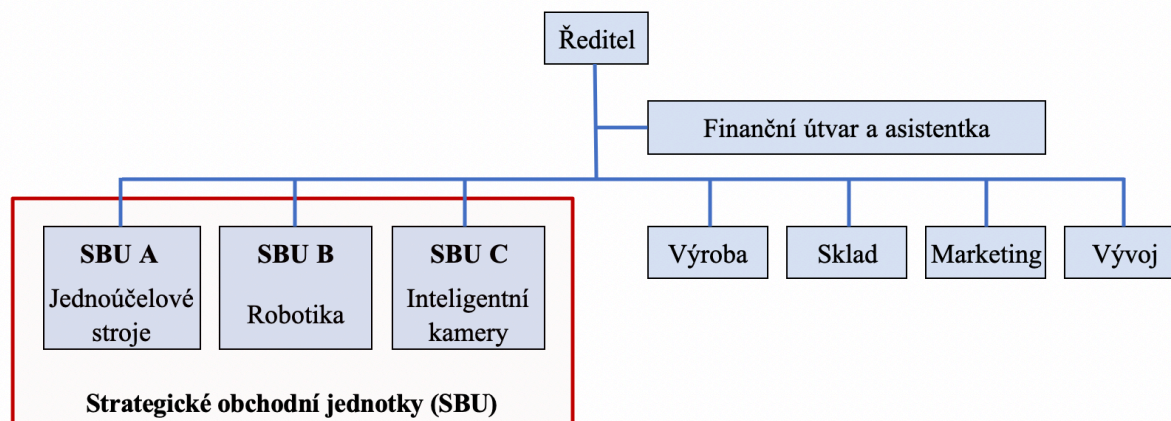 Ředitel
Finanční útvar a asistentka
SBU A
Jednoúčelové
stroje
SBU B
Robotika
SBU C
Inteligentní
kamery
Výroba
Sklad
Marketing
Vývoj
Strategické obchodní jednotky (SBU)